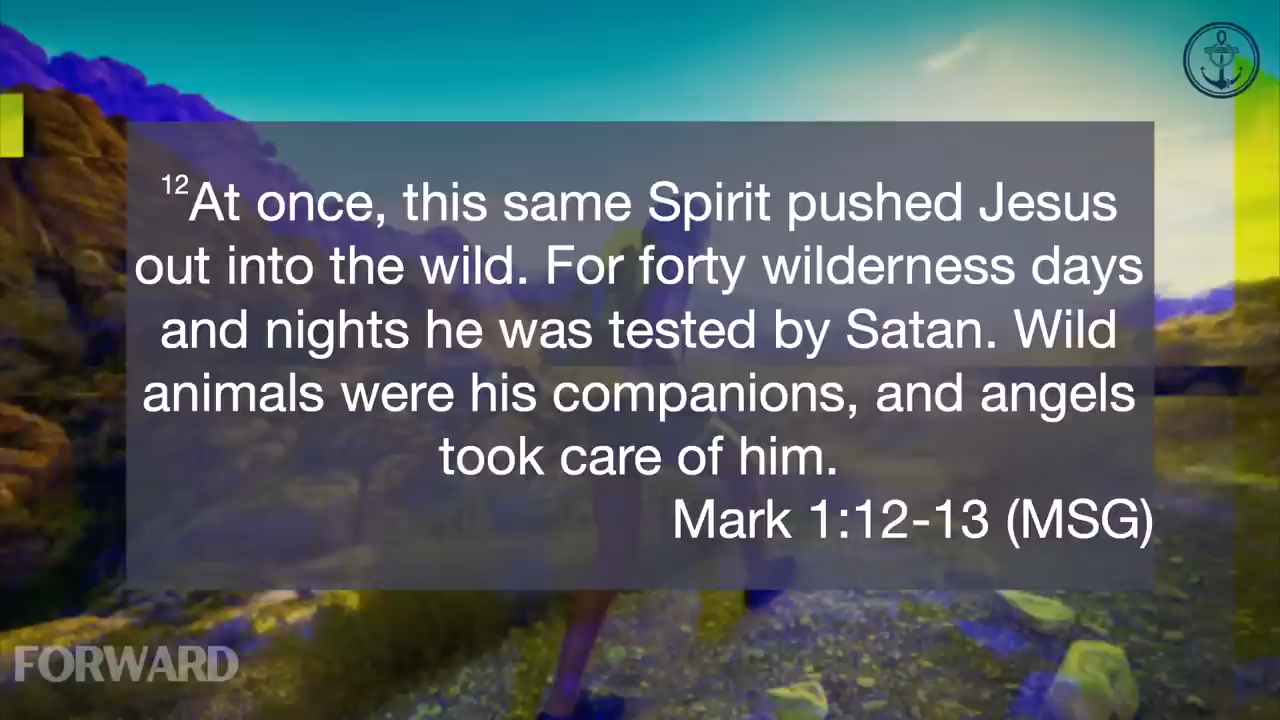 12At once, this same Spirit pushed Jesus
out into the wild. For forty wilderness days
and nights he was tested by Satan. Wild
animals were his companions, and angels
took care of him.
Mark 1:12-13 (MSG)
FORWARD